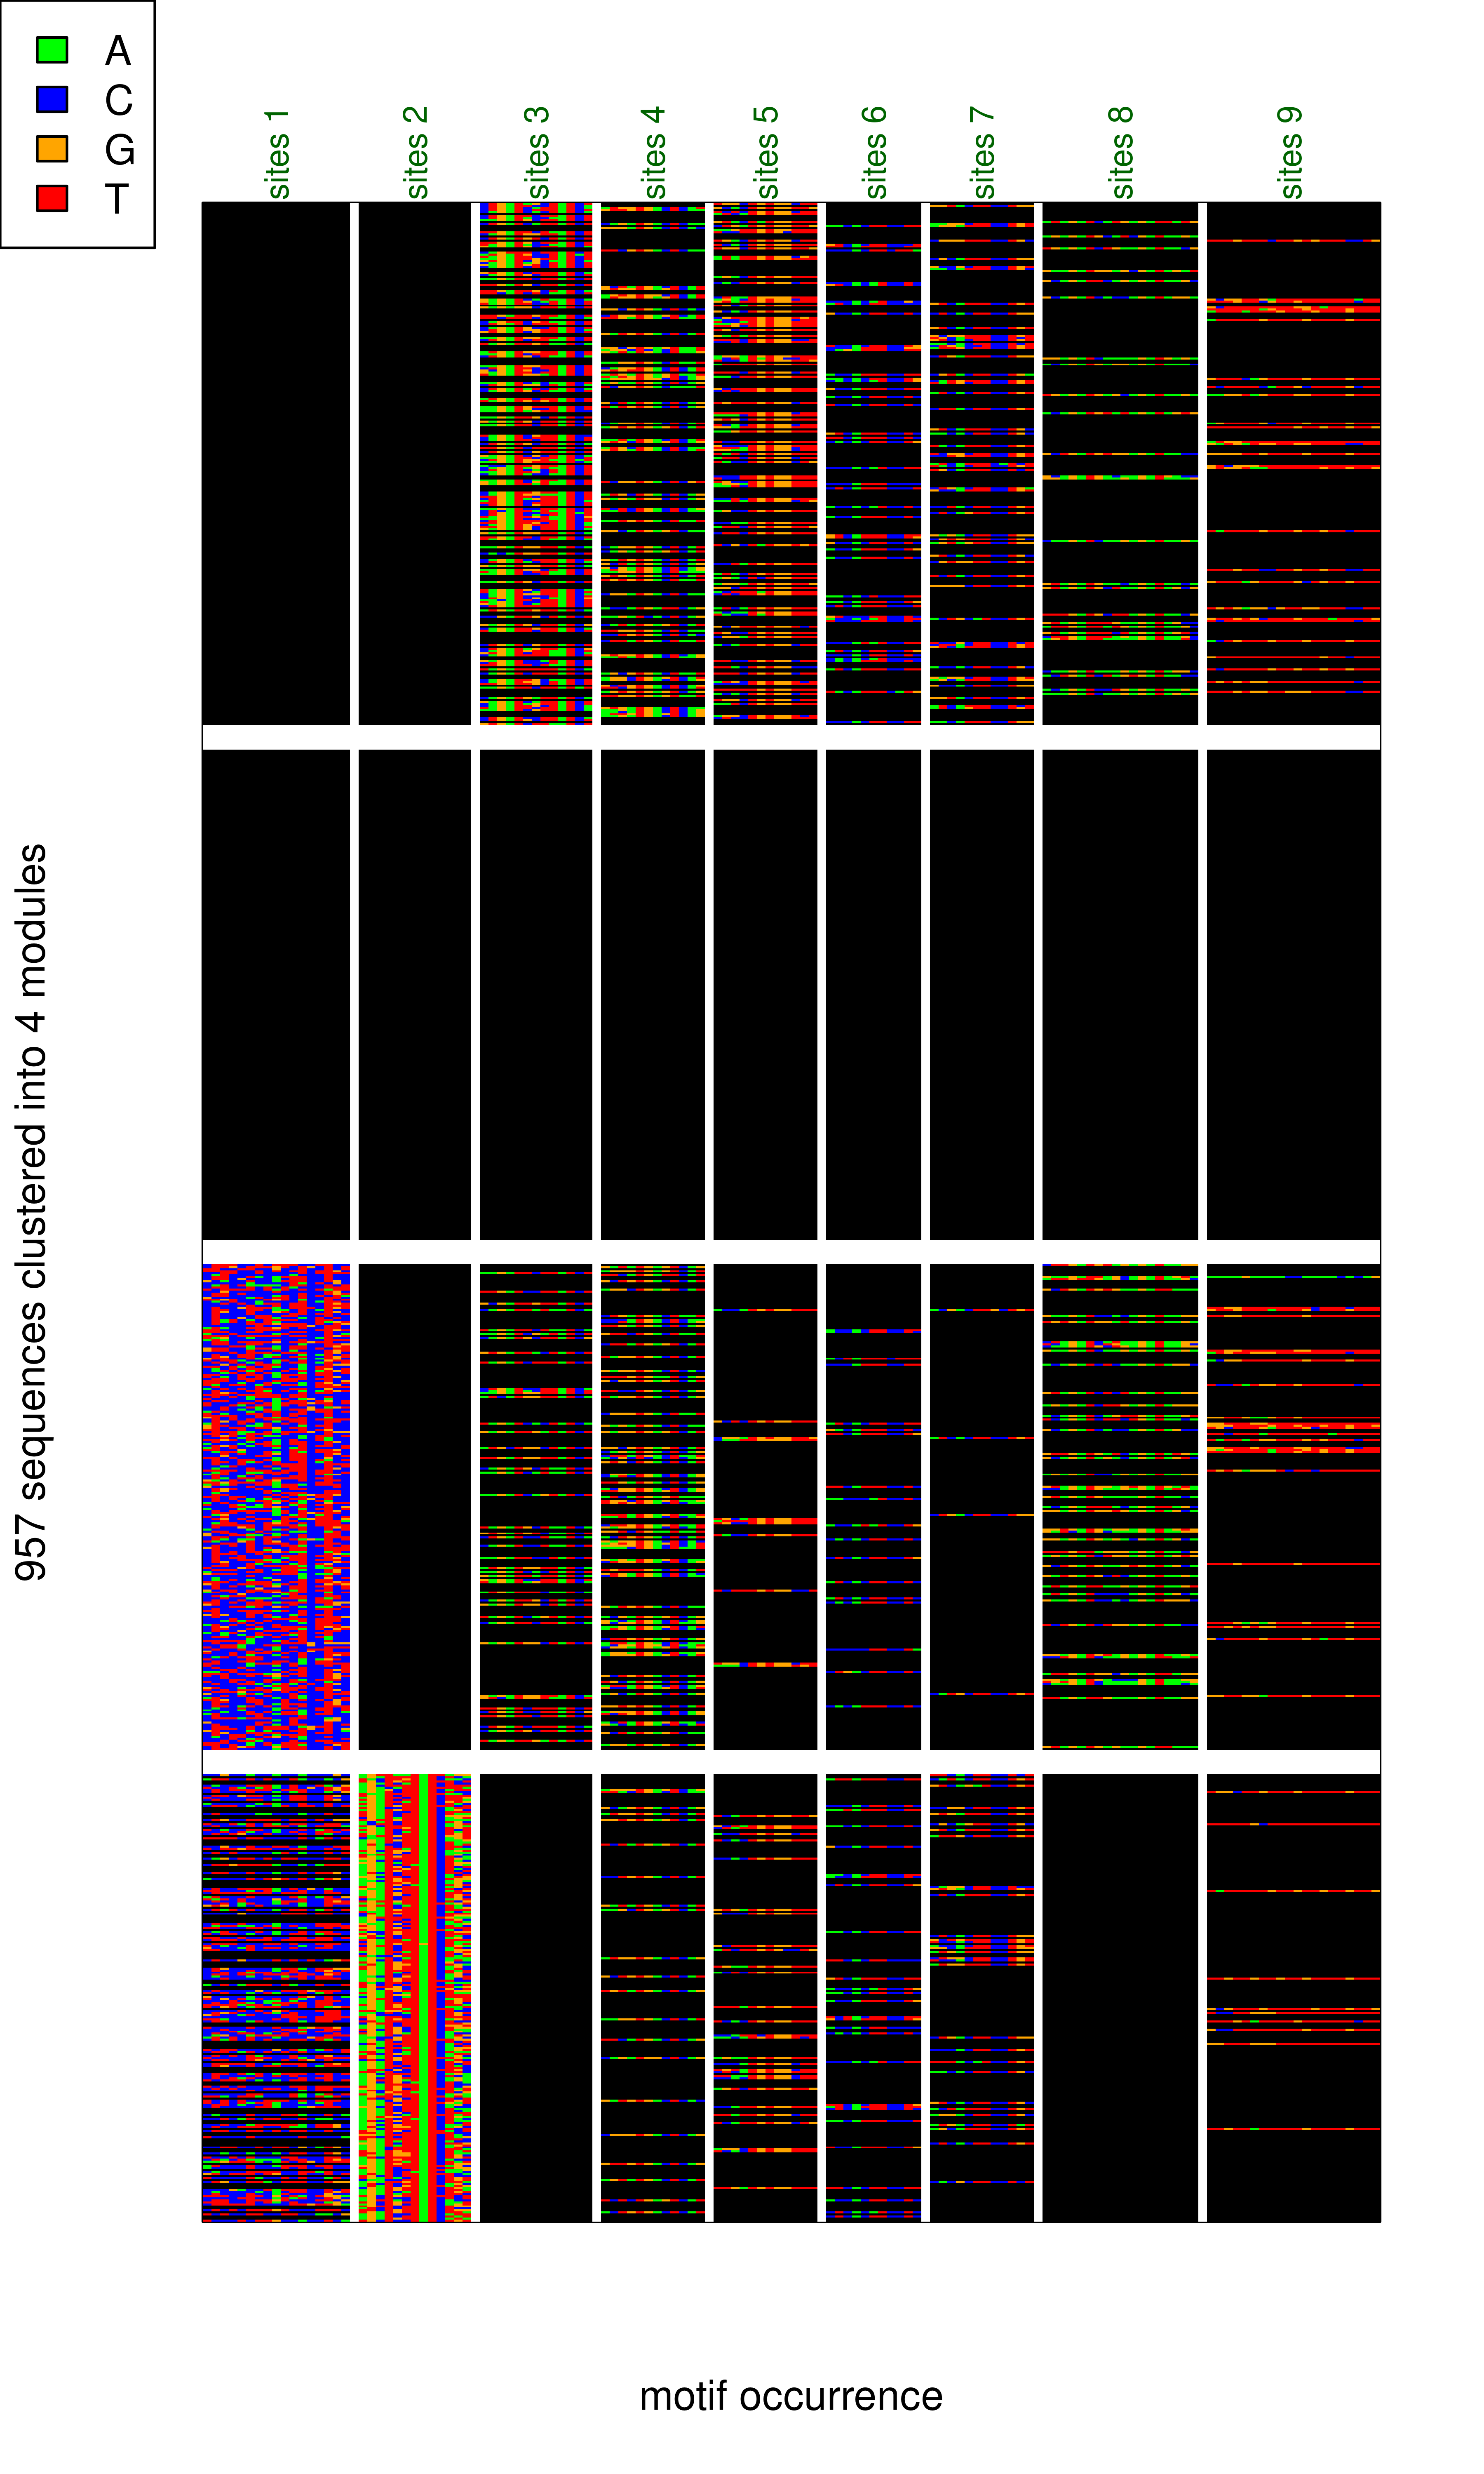 A
C
G
T
sites 1
sites 2
sites 3
sites 4
sites 5
sites 6
sites 7
sites 8
sites 9
957 sequences clustered into 4 modules
motif occurrence